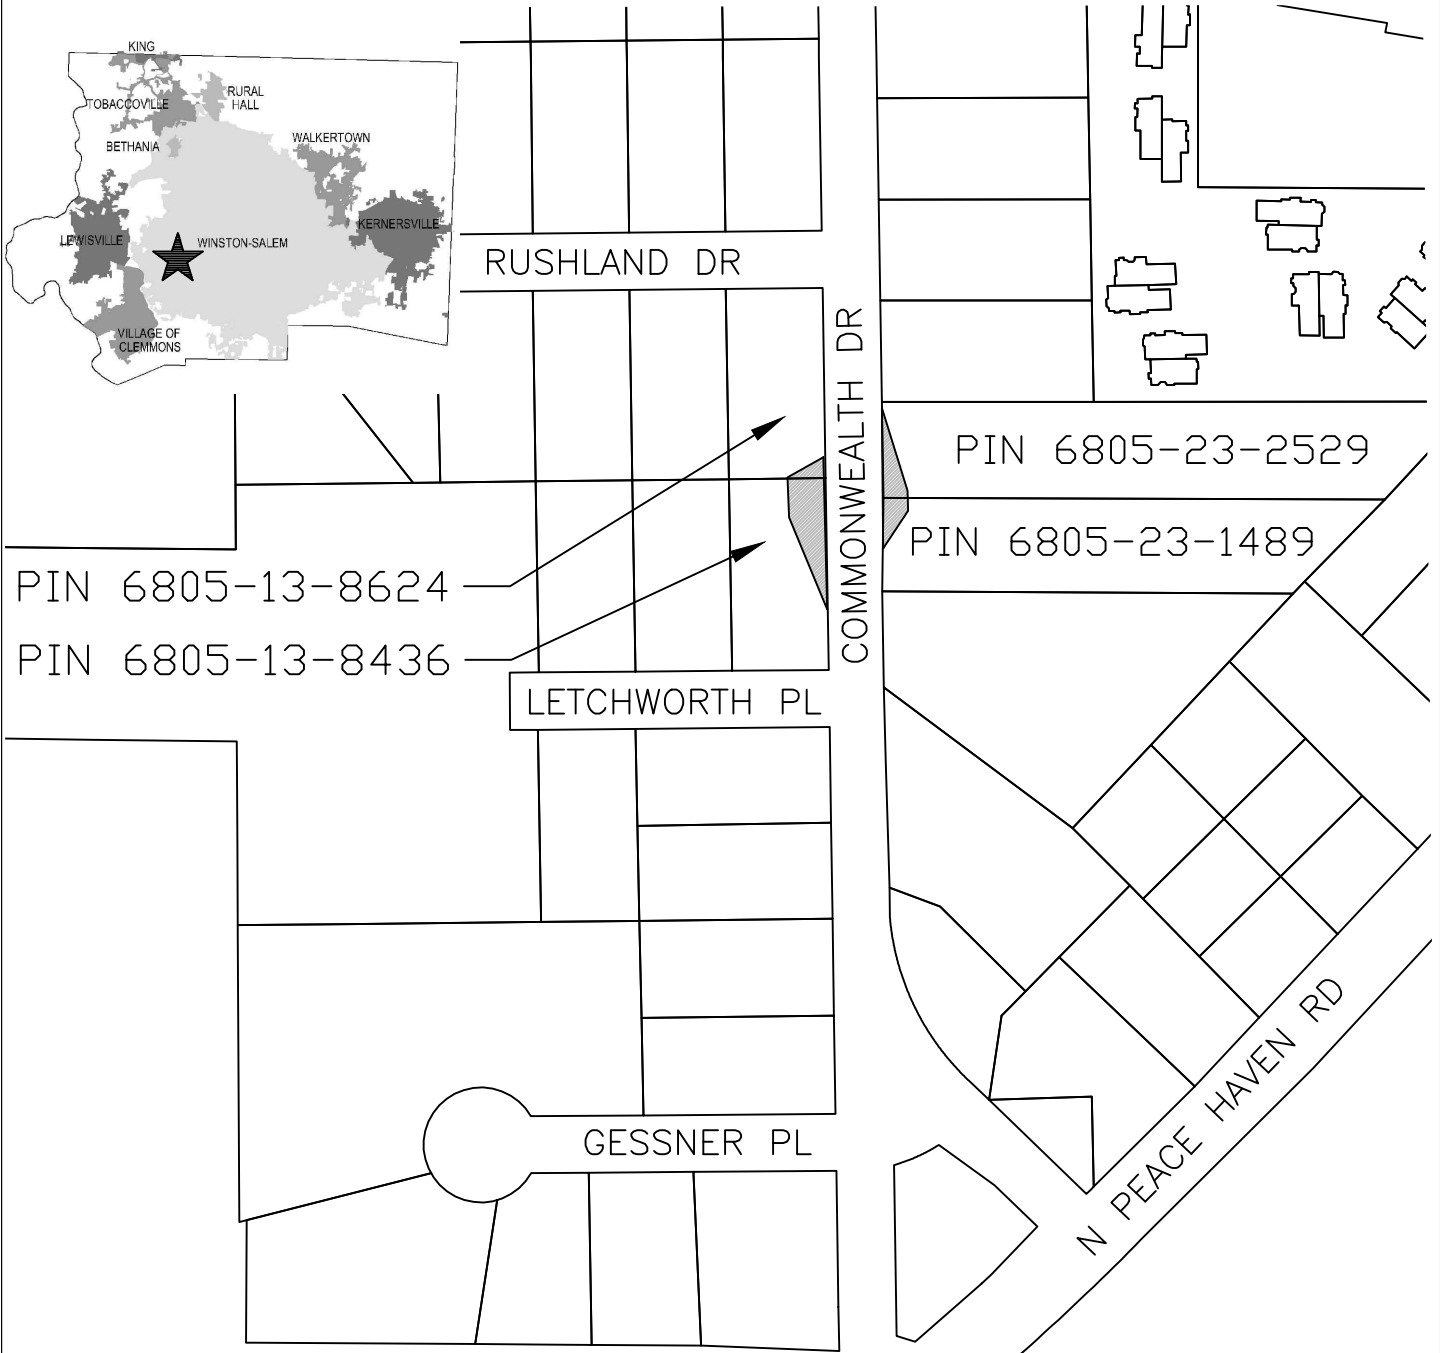 KING
TOBACCOVILLE
RURAL
HALL
BETHANIA
WALKERTOWN
LEWISVILLE
WINSTON-SALEM
KERNERSVILLE
VILLAGE OF
CLEMMONS
RUSHLAND DR
COMMONWEALTH DR
PIN 6805-23-2529
PIN 6805-23-1489
PIN 6805-13-8624
PIN 6805-13-8436
LETCHWORTH PL
GESSNER PL
N PEACE HAVEN RD